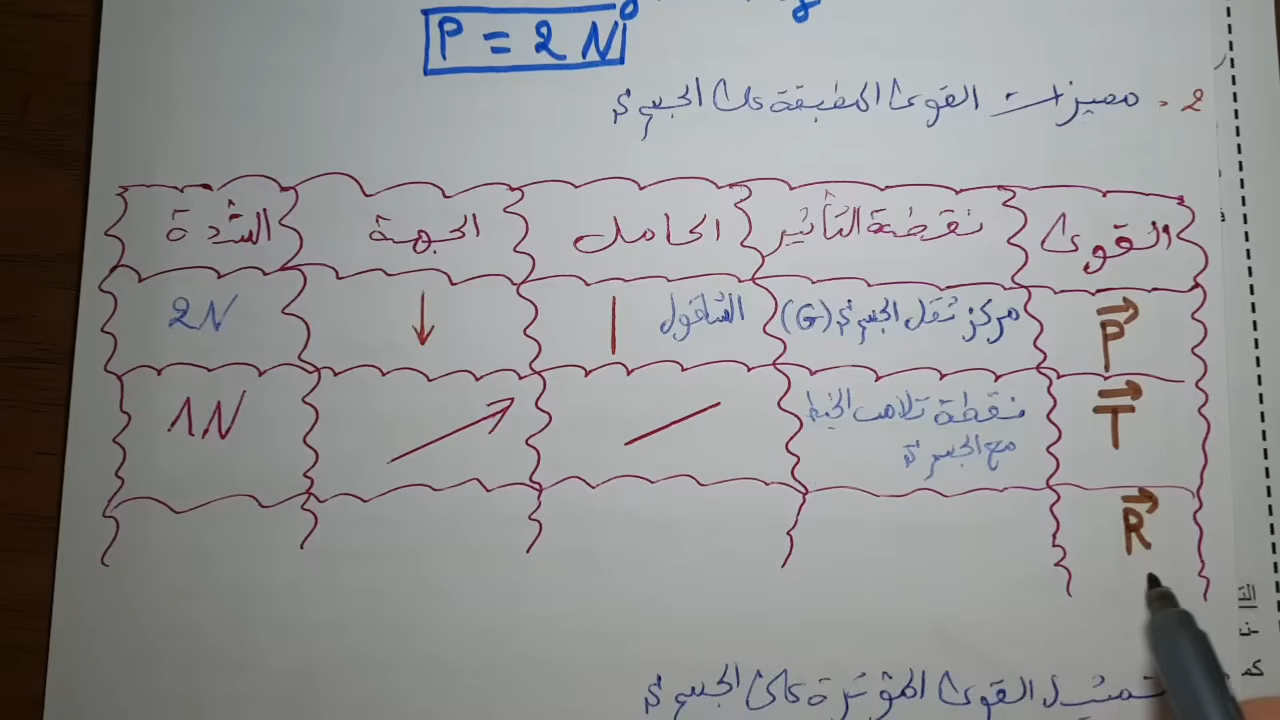 P = 2 N
2 - مميزات القوى المطبقة على الجسم S
القوى نقطة التأثير الحامل الجهة الشدة
P مركز ثقل الجسم S (G) الشاقول 2N
T نقطة تلامس الخيط مع الجسم S 1N
R
تمثيل القوى المؤثرة على الجسم S